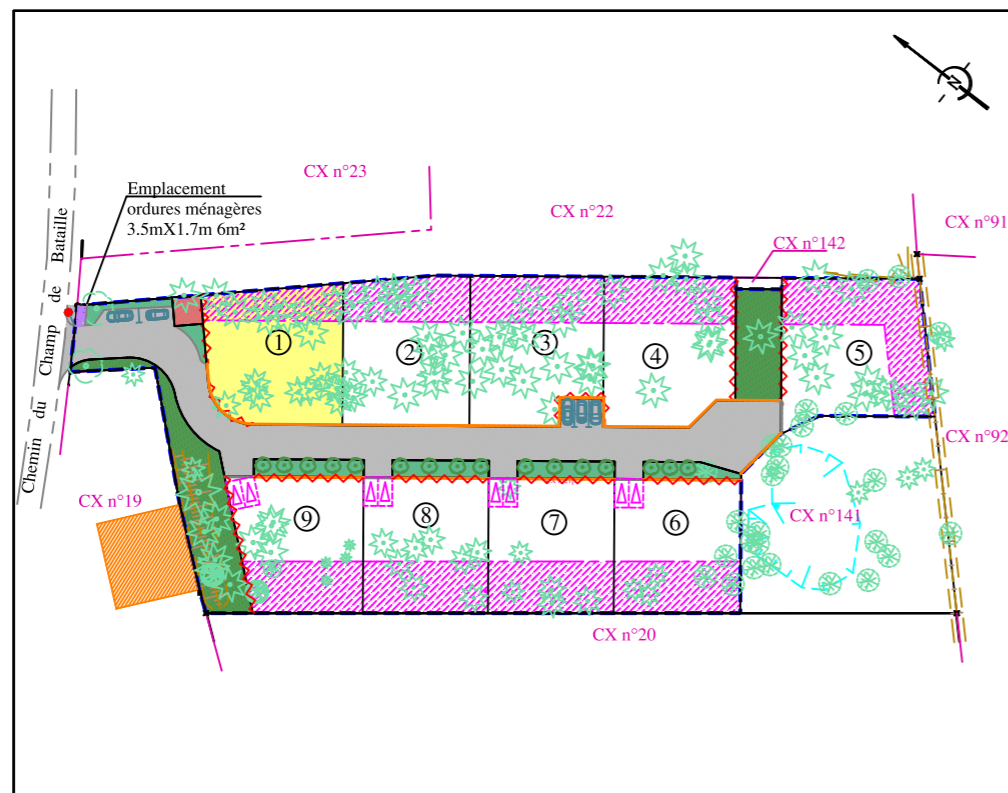 N
CX n°23
CX n°22
CX n°91
Emplacement
ordures ménagères
3.5mX1.7m 6m²
CX n°142
Chemin du Champ de Bataille
①
②
③
④
⑤
CX n°92
CX n°19
CX n°141
⑨
⑧
⑦
⑥
CX n°20